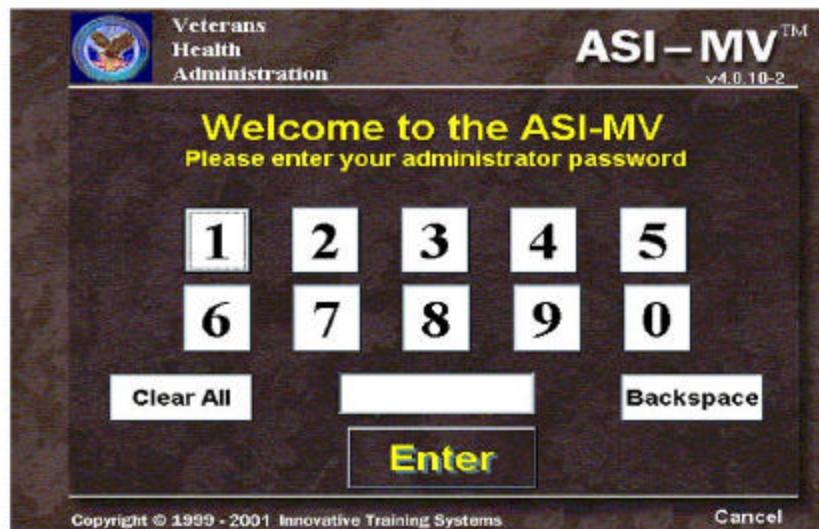 Veterans
Health
Administration
ASI–MV™
v4.0.10-2
Welcome to the ASI-MV
Please enter your administrator password
1 2 3 4 5
6 7 8 9 0
Clear All Backspace
Enter
Copyright © 1999 - 2001 Innovative Training Systems Cancel